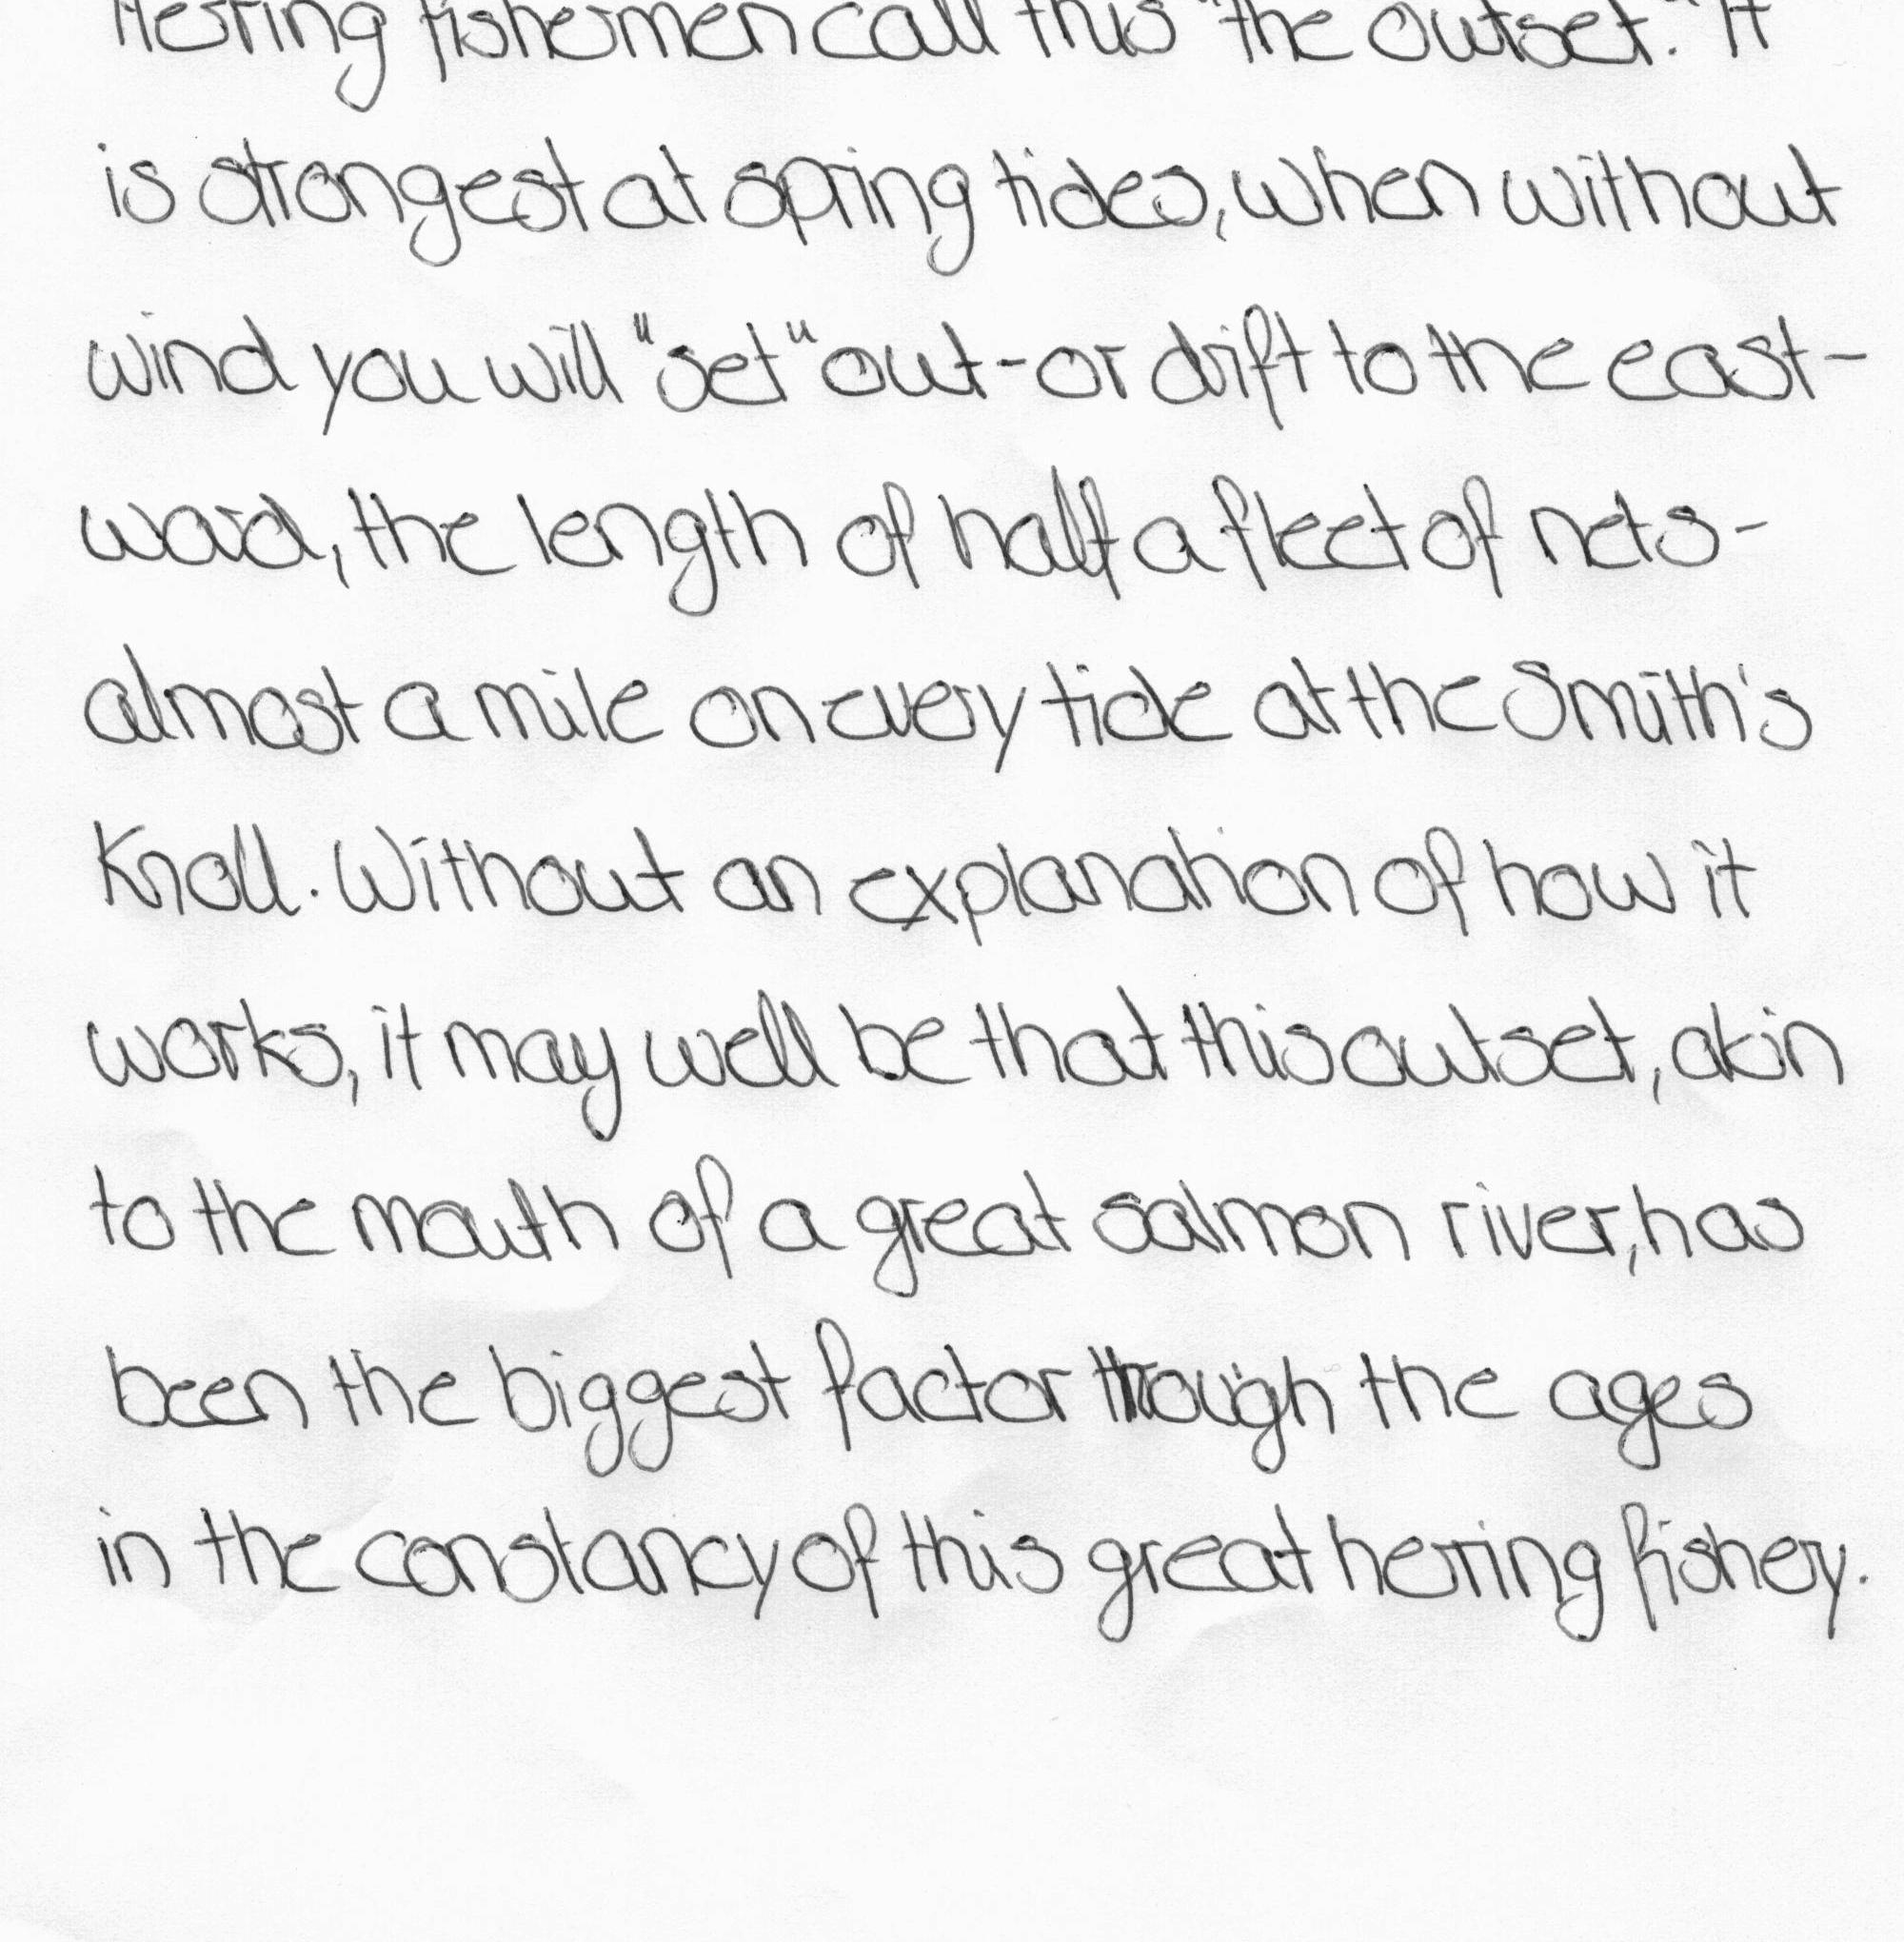 Herring fishermen call this "the outset." It
is strongest at spring tides, when without
wind you will "set" out - or drift to the east-
ward, the length of half a fleet of nets -
almost a mile on every tide at the Smith's
Knoll. Without an explanation of how it
works, it may well be that this outset, akin
to the mouth of a great salmon river, has
been the biggest factor through the ages
in the constancy of this great herring fishery.